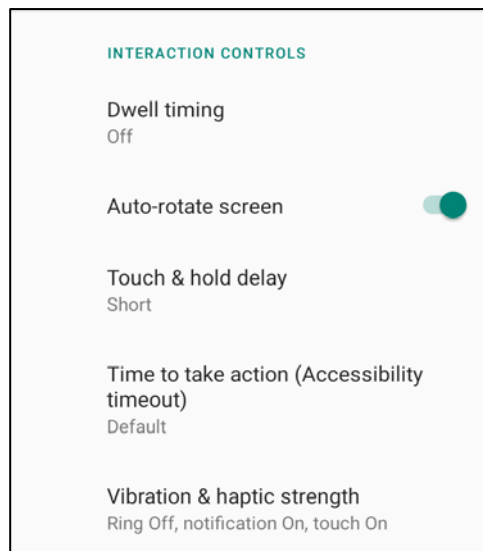 INTERACTION CONTROLS
Dwell timing
Off
Auto-rotate screen
Touch & hold delay
Short
Time to take action (Accessibility
timeout)
Default
Vibration & haptic strength
Ring Off, notification On, touch On